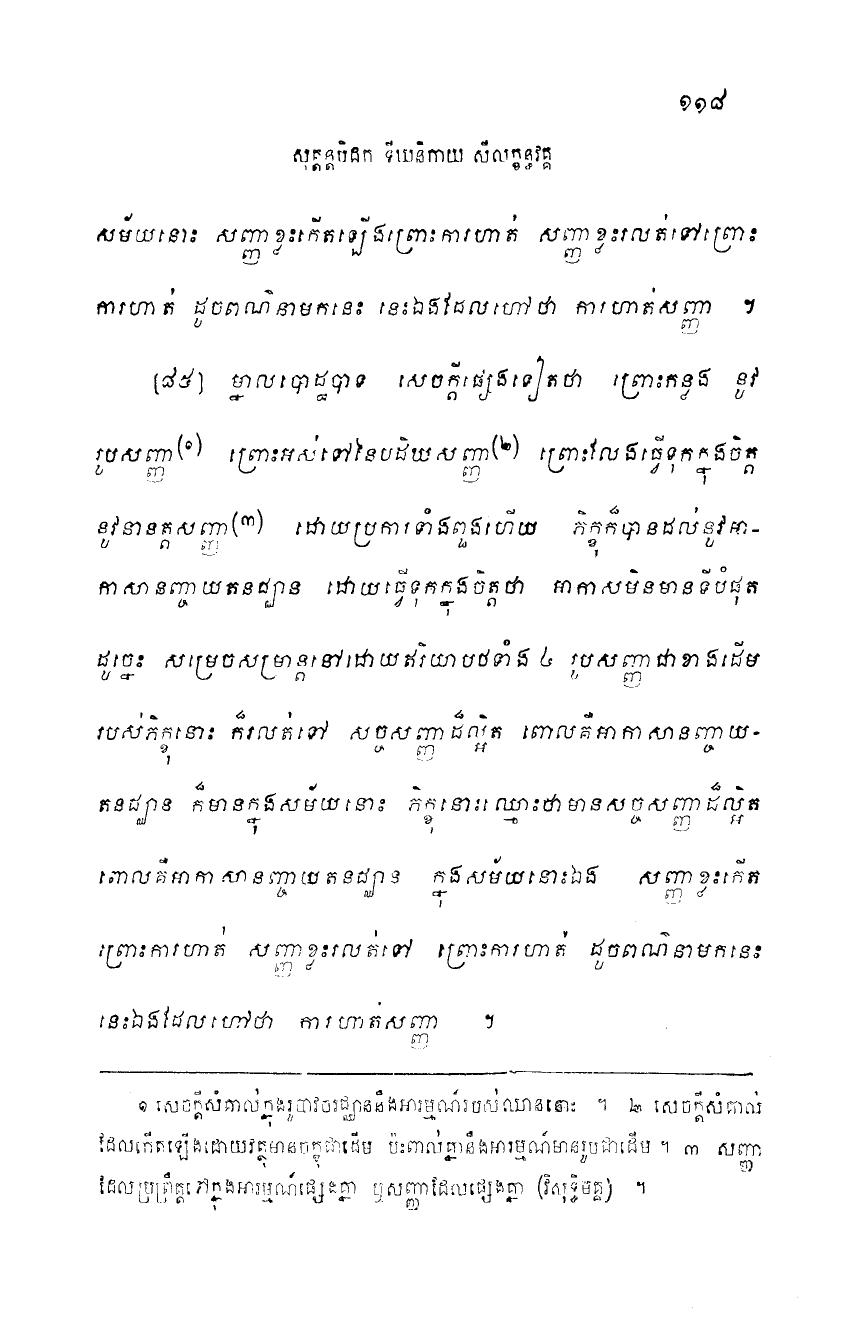 ១១៨
សុត្តន្តបិដក ទីឃនិកាយ សីលក្ខន្ធវគ្គ
សម័យនោះ សញ្ញាខ្លះកើតឡើងព្រោះការហាត់ សញ្ញាខ្លះរលត់ទៅព្រោះ
ការហាត់ ដូចពណ៌នាមកនេះ នេះឯងដែលហៅថា ការហាត់សញ្ញា ។
[៨៥] ម្នាលបោដ្ឋបាទ សេចក្តីផ្សេងទៀតថា ព្រោះកន្លង នូវ
រូបសញ្ញា(១) ព្រោះអស់ទៅនៃបដិឃសញ្ញា(២) ព្រោះលែងធ្វើទុកក្នុងចិត្ត
នូវនានត្តសញ្ញា(៣) ដោយប្រការទាំងពួងហើយ ភិក្ខុក៏បានដល់នូវអា-
កាសានញ្ចាយតនជ្ឈាន ដោយធ្វើទុកក្នុងចិត្តថា អាកាសមិនមានទីបំផុត
ដូច្នេះ សម្រេចសម្រាន្តនៅដោយឥរិយាបថទាំង ៤ រូបសញ្ញាជាខាងដើម
របស់ភិក្ខុនោះ ក៏រលត់ទៅ សច្ចសញ្ញាដ៏ល្អិត ពោលគឺអាកាសានញ្ចាយ-
តនជ្ឈាន ក៏មានក្នុងសម័យនោះ ភិក្ខុនោះឈ្មោះថាមានសច្ចសញ្ញាដ៏ល្អិត
ពោលគឺអាកាសានញ្ចាយតនជ្ឈាន ក្នុងសម័យនោះឯង សញ្ញាខ្លះកើត
ព្រោះការហាត់ សញ្ញាខ្លះរលត់ទៅ ព្រោះការហាត់ ដូចពណ៌នាមកនេះ
នេះឯងដែលហៅថា ការហាត់សញ្ញា ។
១ សេចក្តីសំគាល់ក្នុងរូបាវចរជ្ឈាននឹងអារម្មណ៍របស់ឈាននោះ ។ ២ សេចក្តីសំគាល់
ដែលកើតឡើងដោយវត្ថុមានចក្ខុជាដើម ប៉ះពាល់គ្នានឹងអារម្មណ៍មានរូបជាដើម ។ ៣ សញ្ញា
ដែលប្រព្រឹត្តទៅក្នុងអារម្មណ៍ផ្សេងគ្នា ឬសញ្ញាដែលផ្សេងគ្នា (វិសុទ្ធិមគ្គ) ។